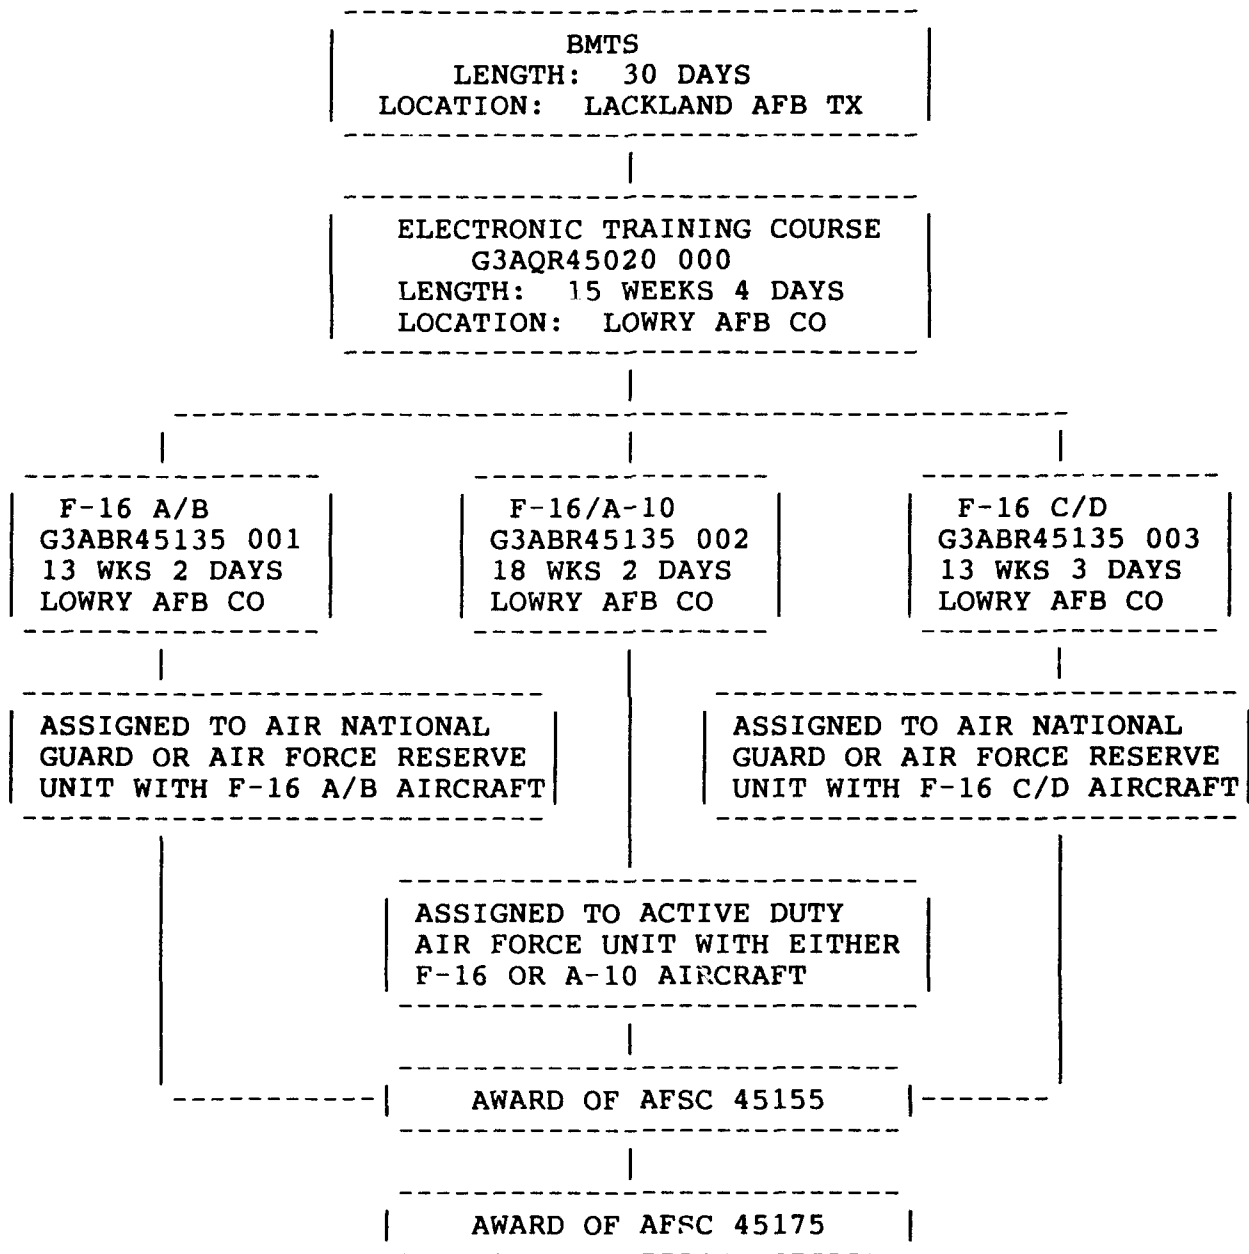 BMTS
LENGTH: 30 DAYS
LOCATION: LACKLAND AFB TX
ELECTRONIC TRAINING COURSE
G3AQR45020 000
LENGTH: 15 WEEKS 4 DAYS
LOCATION: LOWRY AFB CO
F-16 A/B
G3ABR45135 001
13 WKS 2 DAYS
LOWRY AFB CO
F-16/A-10
G3ABR45135 002
18 WKS 2 DAYS
LOWRY AFB CO
F-16 C/D
G3ABR45135 003
13 WKS 3 DAYS
LOWRY AFB CO
ASSIGNED TO AIR NATIONAL
GUARD OR AIR FORCE RESERVE
UNIT WITH F-16 A/B AIRCRAFT
ASSIGNED TO AIR NATIONAL
GUARD OR AIR FORCE RESERVE
UNIT WITH F-16 C/D AIRCRAFT
ASSIGNED TO ACTIVE DUTY
AIR FORCE UNIT WITH EITHER
F-16 OR A-10 AIRCRAFT
AWARD OF AFSC 45155
AWARD OF AFSC 45175